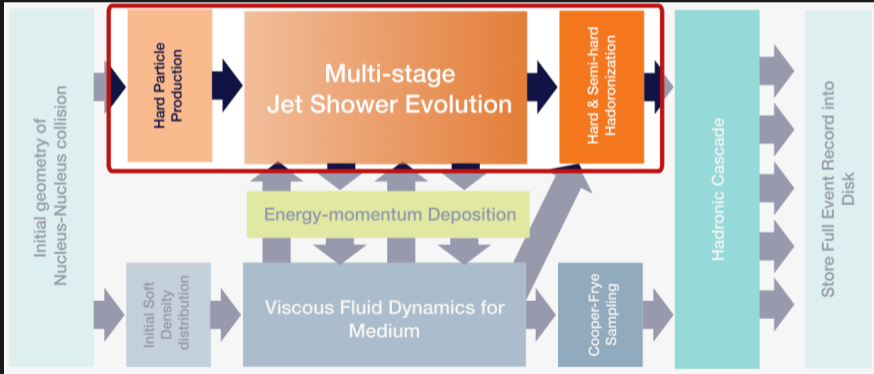 Initial geometry of
Nucleus-Nucleus collision
Hard Particle
Production
Multi-stage
Jet Shower Evolution
Hard & Semi-hard
Hadoronization
Energy-momentum Deposition
Initial Soft
Density
distribution
Viscous Fluid Dynamics for
Medium
Cooper-Frye
Sampling
Hadronic Cascade
Store Full Event Record into
Disk